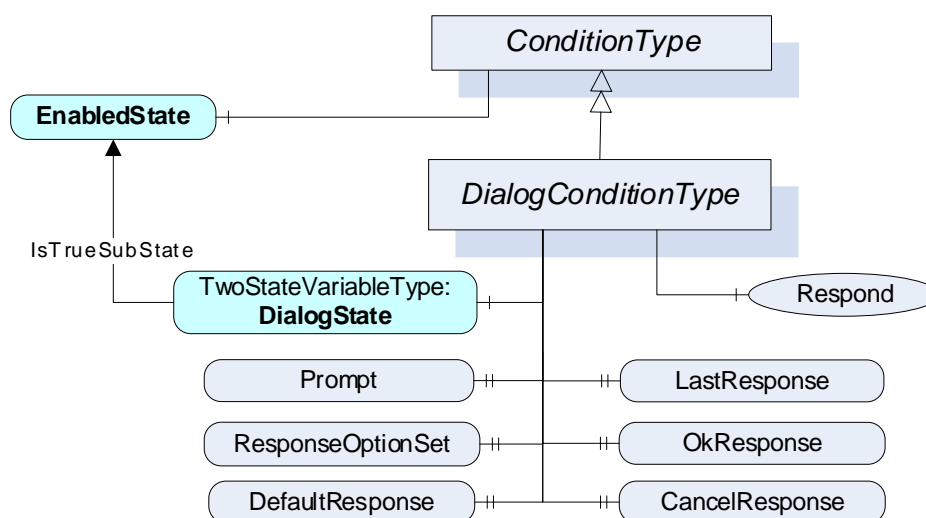 ConditionType
EnabledState
DialogConditionType
IsTrueSubState
TwoStateVariableType:
DialogState
Respond
Prompt
LastResponse
ResponseOptionSet
OkResponse
DefaultResponse
CancelResponse